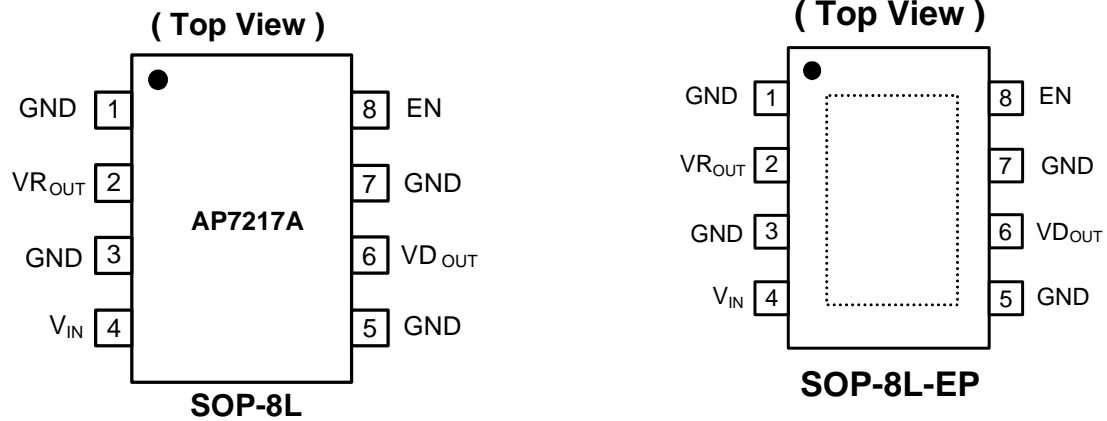 ( Top View )
GND 1 8 EN
VROUT 2 7 GND
AP7217A
GND 3 6 VD OUT
VIN 4 5 GND
SOP-8L
( Top View )
GND 1 8 EN
VROUT 2 7 GND
GND 3 6 VDOUT
VIN 4 5 GND
SOP-8L-EP